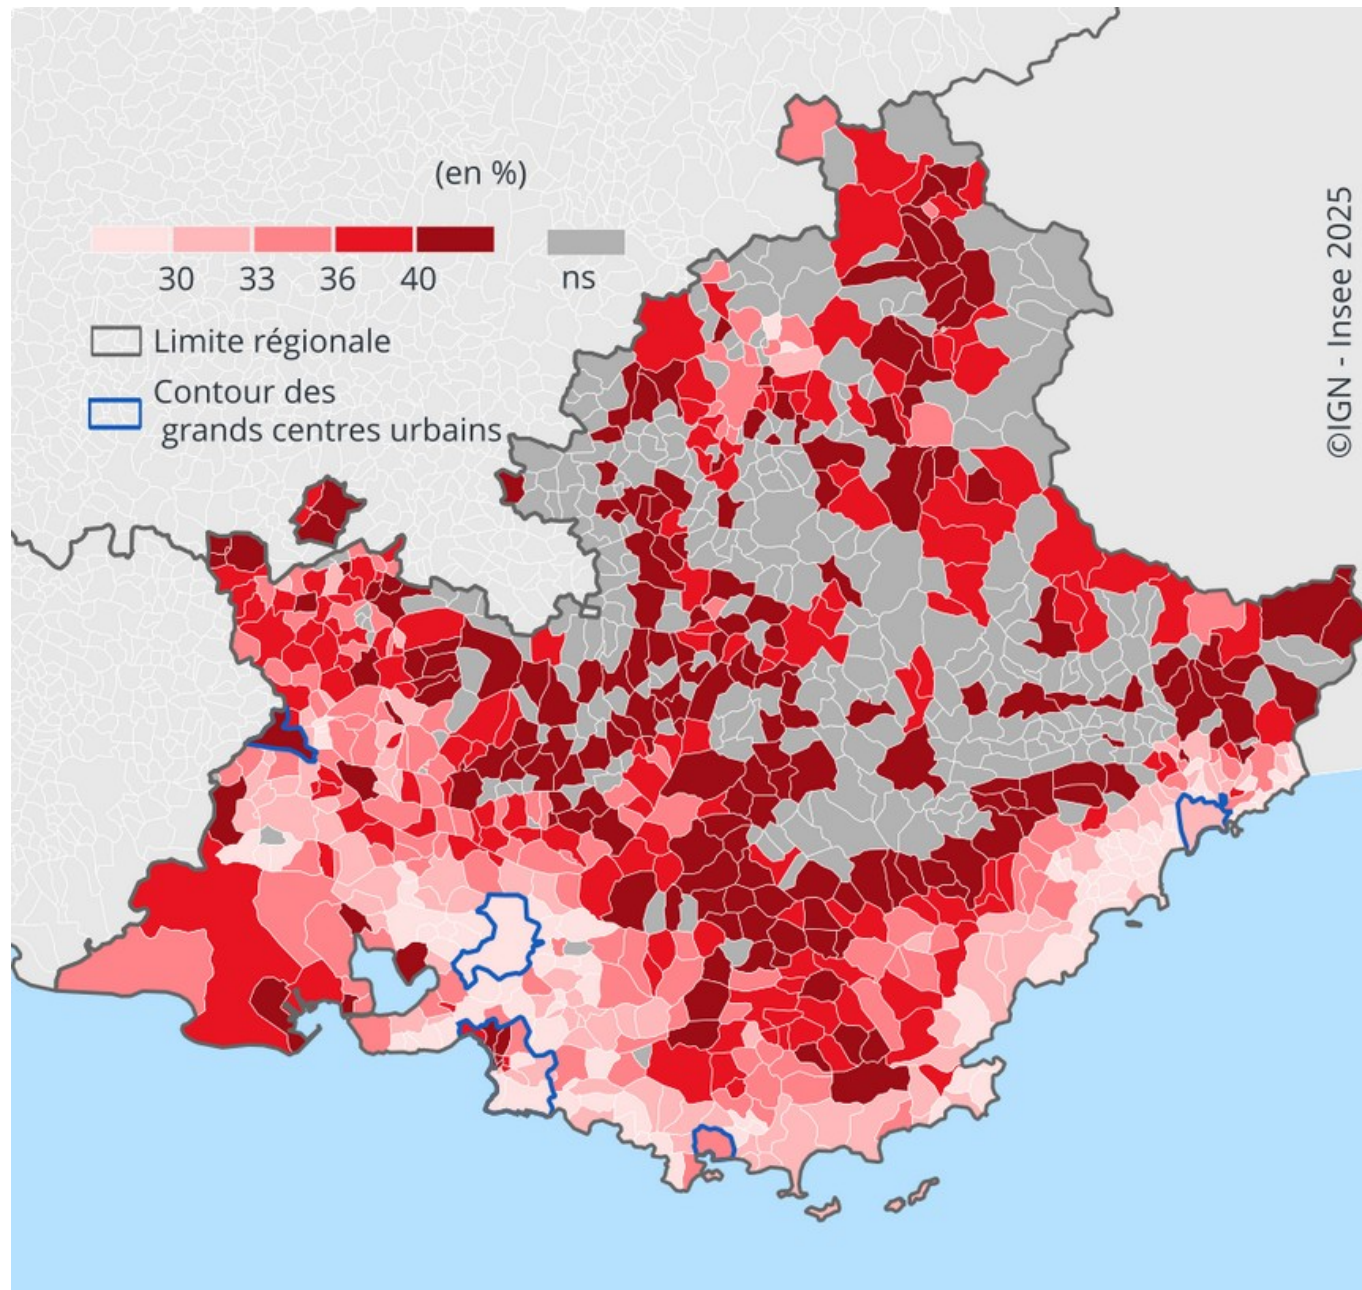 (en %)
30 33 36 40 ns
Limite régionale
Contour des
grands centres urbains
©IGN - Insee 2025